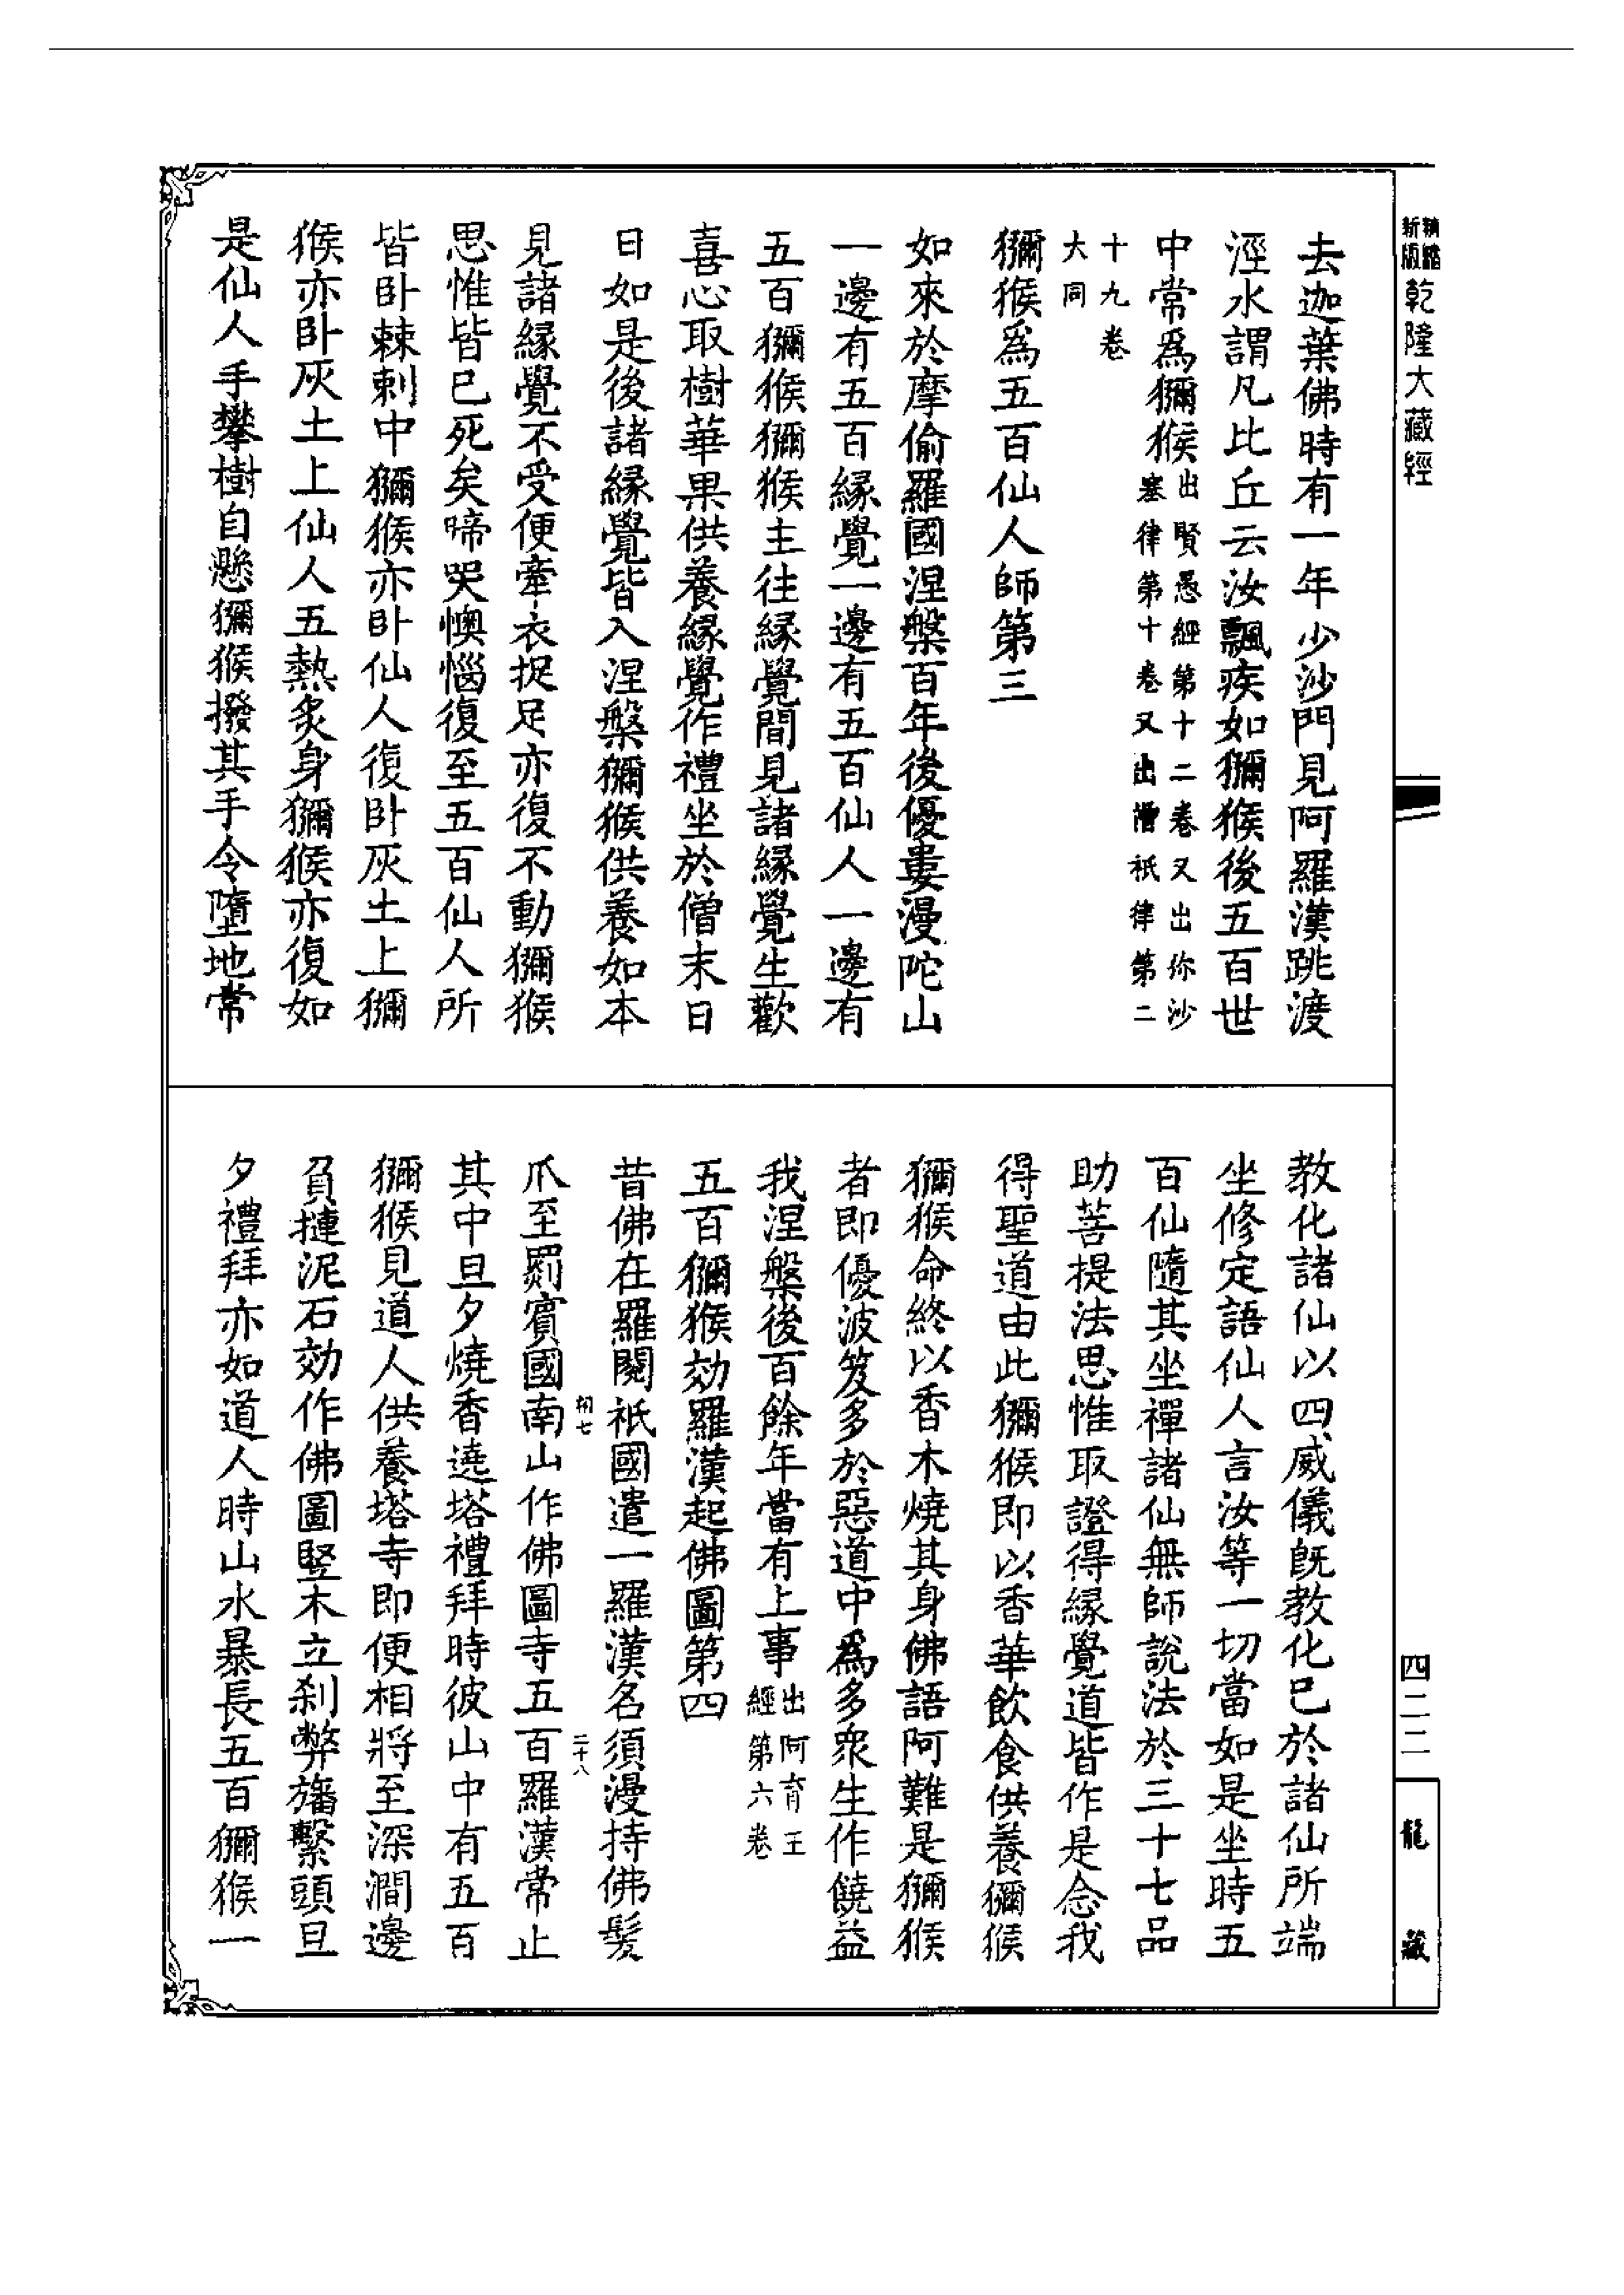 新版
精縮
乾隆大藏經
四二二
龍藏
去迦葉佛時有一年少沙門見阿羅漢跳渡
涇水謂凡比丘云汝飄疾如獼猴後五百世
中常爲獼猴出賢愚經第十二卷又出你沙
塞律第十卷又出僧祇律第二
十九卷
大同
獼猴爲五百仙人師第三
如來於摩偷羅國涅槃百年後優婁漫陀山
一邊有五百緣覺一邊有五百仙人一邊有
五百獼猴獼猴主往緣覺間見諸緣覺生歡
喜心取樹華果供養緣覺作禮坐於僧末日
日如是後諸緣覺皆入涅槃獼猴供養如本
見諸緣覺不受便牽衣捉足亦復不動獼猴
思惟皆已死矣啼哭懊惱復至五百仙人所
皆卧棘刺中獼猴亦卧仙人復卧灰土上獼
猴亦卧灰土上仙人五熱炙身獼猴亦復如
是仙人手攀樹自懸獼猴撥其手令墮地常
教化諸仙以四威儀既教化已於諸仙所端
坐修定語仙人言汝等一切當如是坐時五
百仙隨其坐禪諸仙無師說法於三十七品
助菩提法思惟取證得緣覺道皆作是念我
得聖道由此獼猴即以香華飲食供養獼猴
獼猴命終以香木燒其身佛語阿難是獼猴
者即優波笈多於惡道中爲多衆生作饒益
我涅槃後百餘年當有上事出阿育王
經第六卷
五百獼猴効羅漢起佛圖第四
昔佛在羅閱祇國遣一羅漢名須漫持佛髮
爪至罽賓國南山作佛圖寺五百羅漢常止
七
二十八
其中旦夕燒香遶塔禮拜時彼山中有五百
獼猴見道人供養塔寺即便相將至深澗邊
負摙泥石効作佛圖豎木立刹弊旛繫頭旦
夕禮拜亦如道人時山水暴長五百獼猴一